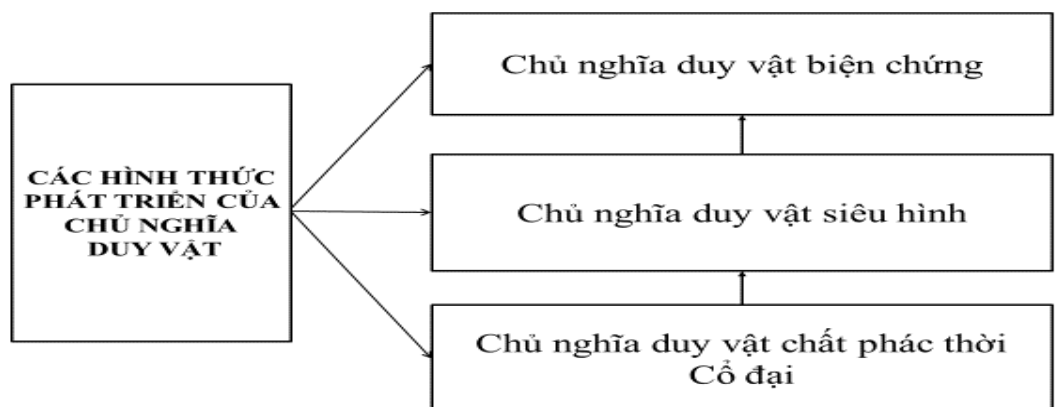 CÁC HÌNH THỨC
PHÁT TRIỂN CỦA
CHỦ NGHĨA
DUY VẬT
Chủ nghĩa duy vật biện chứng
Chủ nghĩa duy vật siêu hình
Chủ nghĩa duy vật chất phác thời
Cổ đại